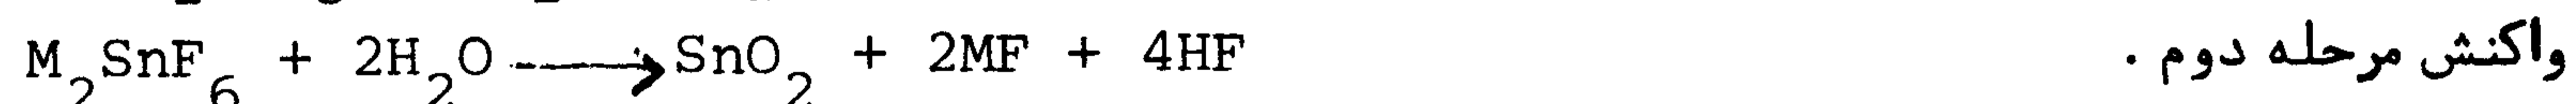 واکنش مرحله دوم . M₂SnF₆ + 2H₂O ⟶ SnO₂ + 2MF + 4HF